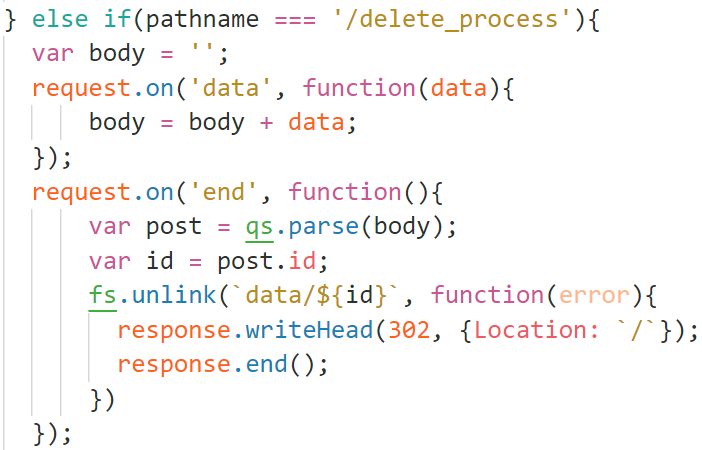 } else if(pathname === '/delete_process'){
var body = '';
request.on('data', function(data){
body = body + data;
});
request.on('end', function(){
var post = qs.parse(body);
var id = post.id;
fs.unlink(`data/${id}`, function(error){
response.writeHead(302, {Location: `/`});
response.end();
})
});